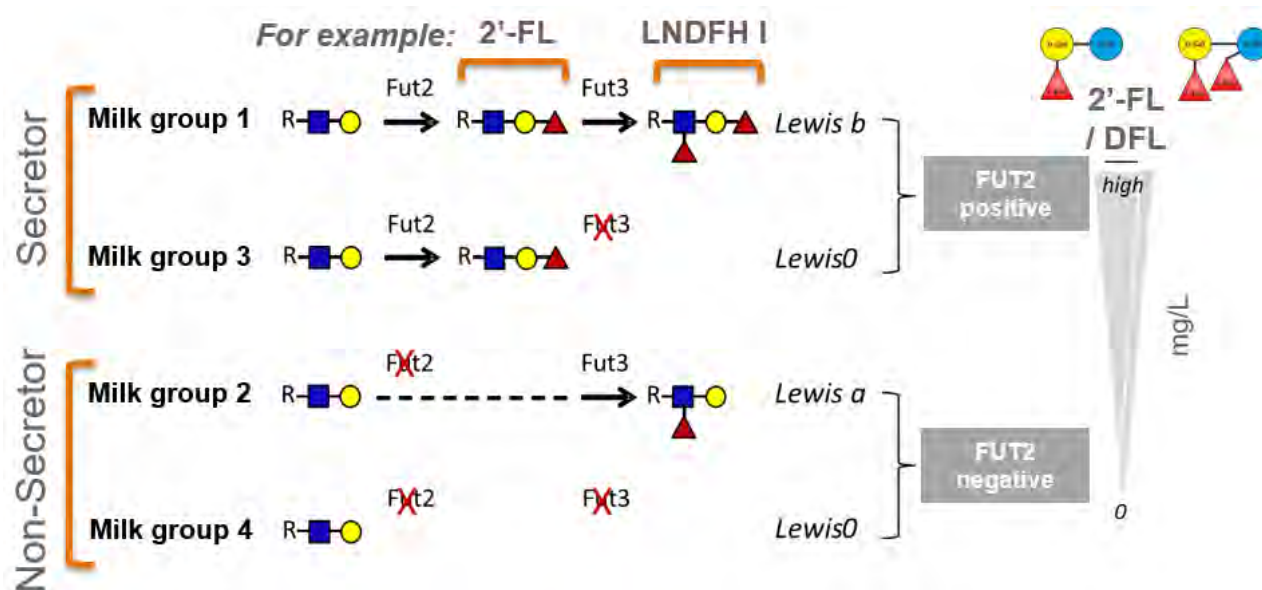 For example: 2'-FL LNDFH I
2'-FL
/ DFL
high
mg/L
0
Secretor
Fut2 Fut3
Milk group 1 R- R- R- Lewis b
FUT2
positive
Fut2 Fut3
Milk group 3 R- R- Lewis0
Non-Secretor
Fut2 Fut3
Milk group 2 R- R- Lewis a
FUT2
negative
Fut2 Fut3
Milk group 4 R- Lewis0